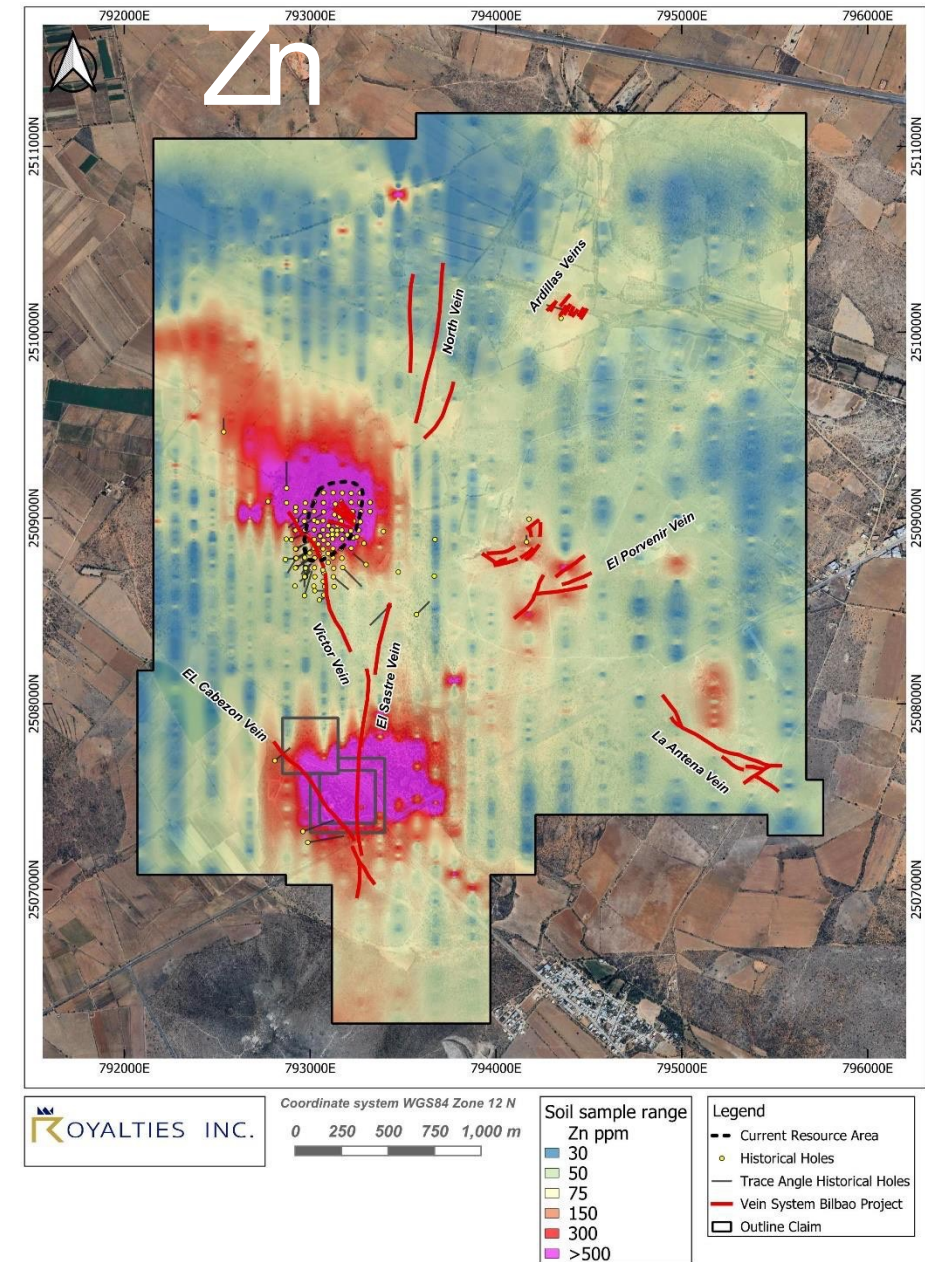 792000E 793000E 794000E 795000E 796000E
Zn
2511000N 2511000N
Ardillas Veins
North Vein
2510000N 2510000N
2509000N 2509000N
El Porvenir Vein
Victor Vein
El Sastre Vein
EL Cabezon Vein
2508000N 2508000N
La Antena Vein
2507000N 2507000N
792000E 793000E 794000E 795000E 796000E
ROYALTIES INC.
Coordinate system WGS84 Zone 12 N
0 250 500 750 1,000 m
Soil sample range
Zn ppm
30
50
75
150
300
>500
Legend
Current Resource Area
Historical Holes
Trace Angle Historical Holes
Vein System Bilbao Project
Outline Claim